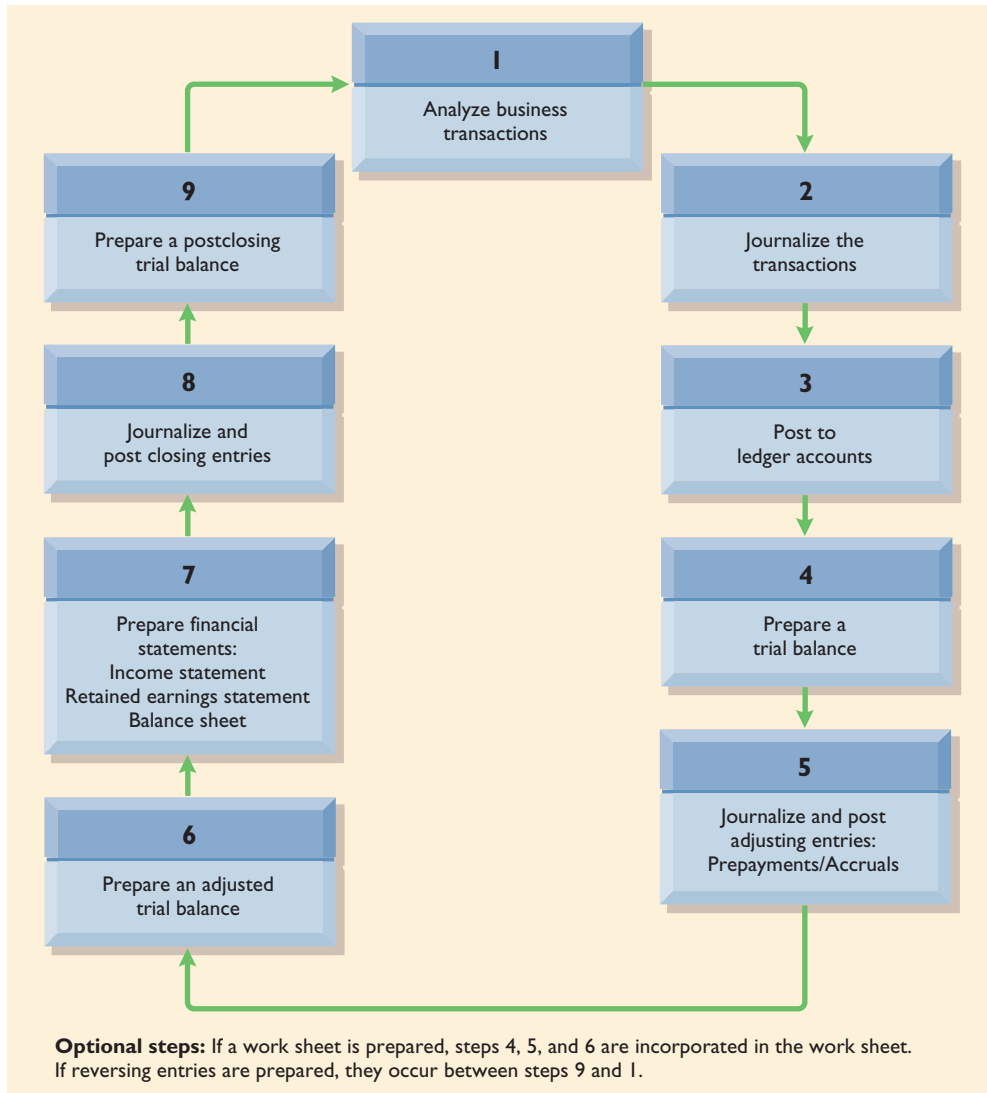 1
Analyze business
transactions
2
Journalize the
transactions
3
Post to
ledger accounts
4
Prepare a
trial balance
5
Journalize and post
adjusting entries:
Prepayments/Accruals
6
Prepare an adjusted
trial balance
7
Prepare financial
statements:
Income statement
Retained earnings statement
Balance sheet
8
Journalize and
post closing entries
9
Prepare a postclosing
trial balance
Optional steps: If a work sheet is prepared, steps 4, 5, and 6 are incorporated in the work sheet.
If reversing entries are prepared, they occur between steps 9 and 1.